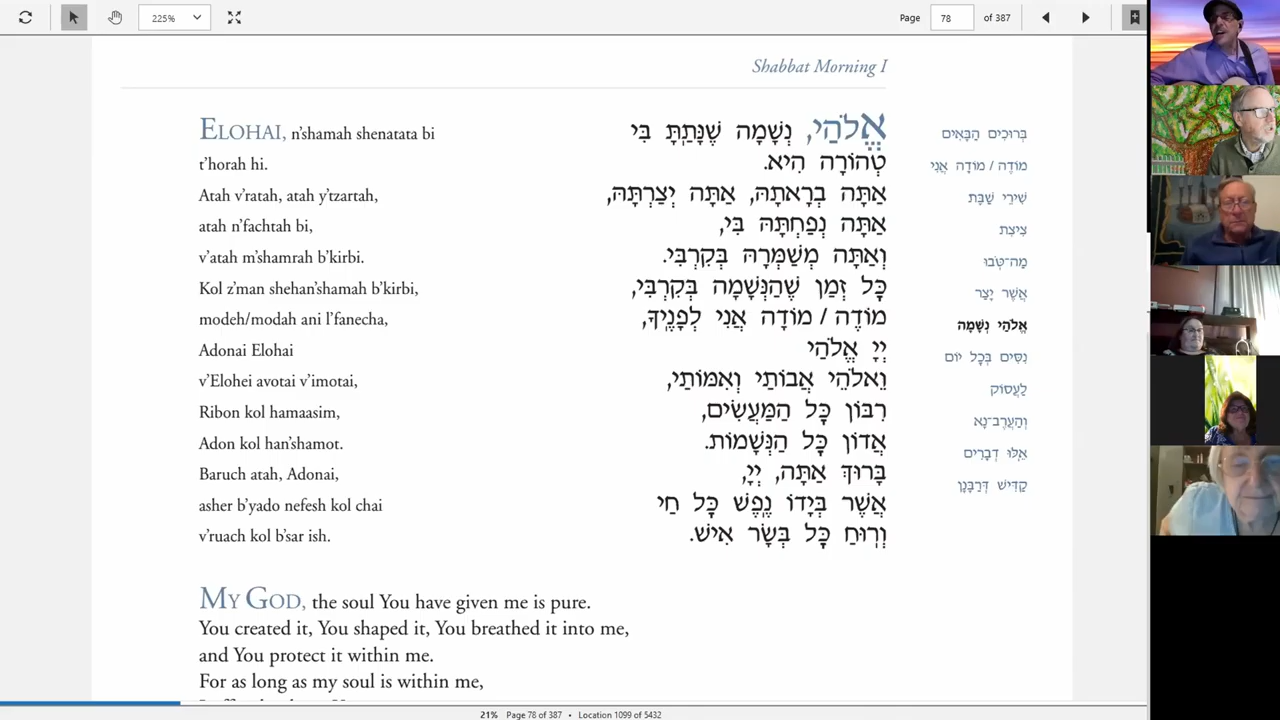 225%
Page 78 of 387
Shabbat Morning I
ELOHAI, n'shamah shenatata bi
t'horah hi.
Atah v'ratah, atah y'tzartah,
atah n'fachtah bi,
v'atah m'shamrah b'kirbi.
Kol z'man shehan'shamah b'kirbi,
modeh/modah ani l'fanecha,
Adonai Elohai
v'Elohei avotai v'imotai,
Ribon kol hamaasim,
Adon kol han'shamot.
Baruch atah, Adonai,
asher b'yado nefesh kol chai
v'ruach kol b'sar ish.
אֱלֹהַי, נְשָׁמָה שֶׁנָּתַתָּ בִּי
טְהוֹרָה הִיא.
אַתָּה בְרָאתָהּ, אַתָּה יְצַרְתָּהּ,
אַתָּה נְפַחְתָּהּ בִּי,
וְאַתָּה מְשַׁמְּרָהּ בְּקִרְבִּי.
כׇּל זְמַן שֶׁהַנְּשָׁמָה בְּקִרְבִּי,
מוֹדֶה / מוֹדָה אֲנִי לְפָנֶיךָ,
יְיָ אֱלֹהַי
וֵאלֹהֵי אֲבוֹתַי וְאִמּוֹתַי,
רִבּוֹן כׇּל הַמַּעֲשִׂים,
אֲדוֹן כׇּל הַנְּשָׁמוֹת.
בָּרוּךְ אַתָּה, יְיָ,
אֲשֶׁר בְּיָדוֹ נֶפֶשׁ כׇּל חַי
וְרוּחַ כׇּל בְּשַׂר אִישׁ.
בְּרוּכִים הַבָּאִים
מוֹדֶה / מוֹדָה אֲנִי
שִׁירֵי שַׁבָּת
צִיצִת
מַה־טֹּבוּ
אֲשֶׁר יָצַר
אֱלֹהַי נְשָׁמָה
נִסִּים בְּכָל יוֹם
לַעֲסוֹק
וְהַעֲרֶב־נָא
אֵלּוּ דְבָרִים
קַדִּישׁ דְּרַבָּנָן
MY GOD, the soul You have given me is pure.
You created it, You shaped it, You breathed it into me,
and You protect it within me.
For as long as my soul is within me,
21% Page 78 of 387 • Location 1099 of 5432